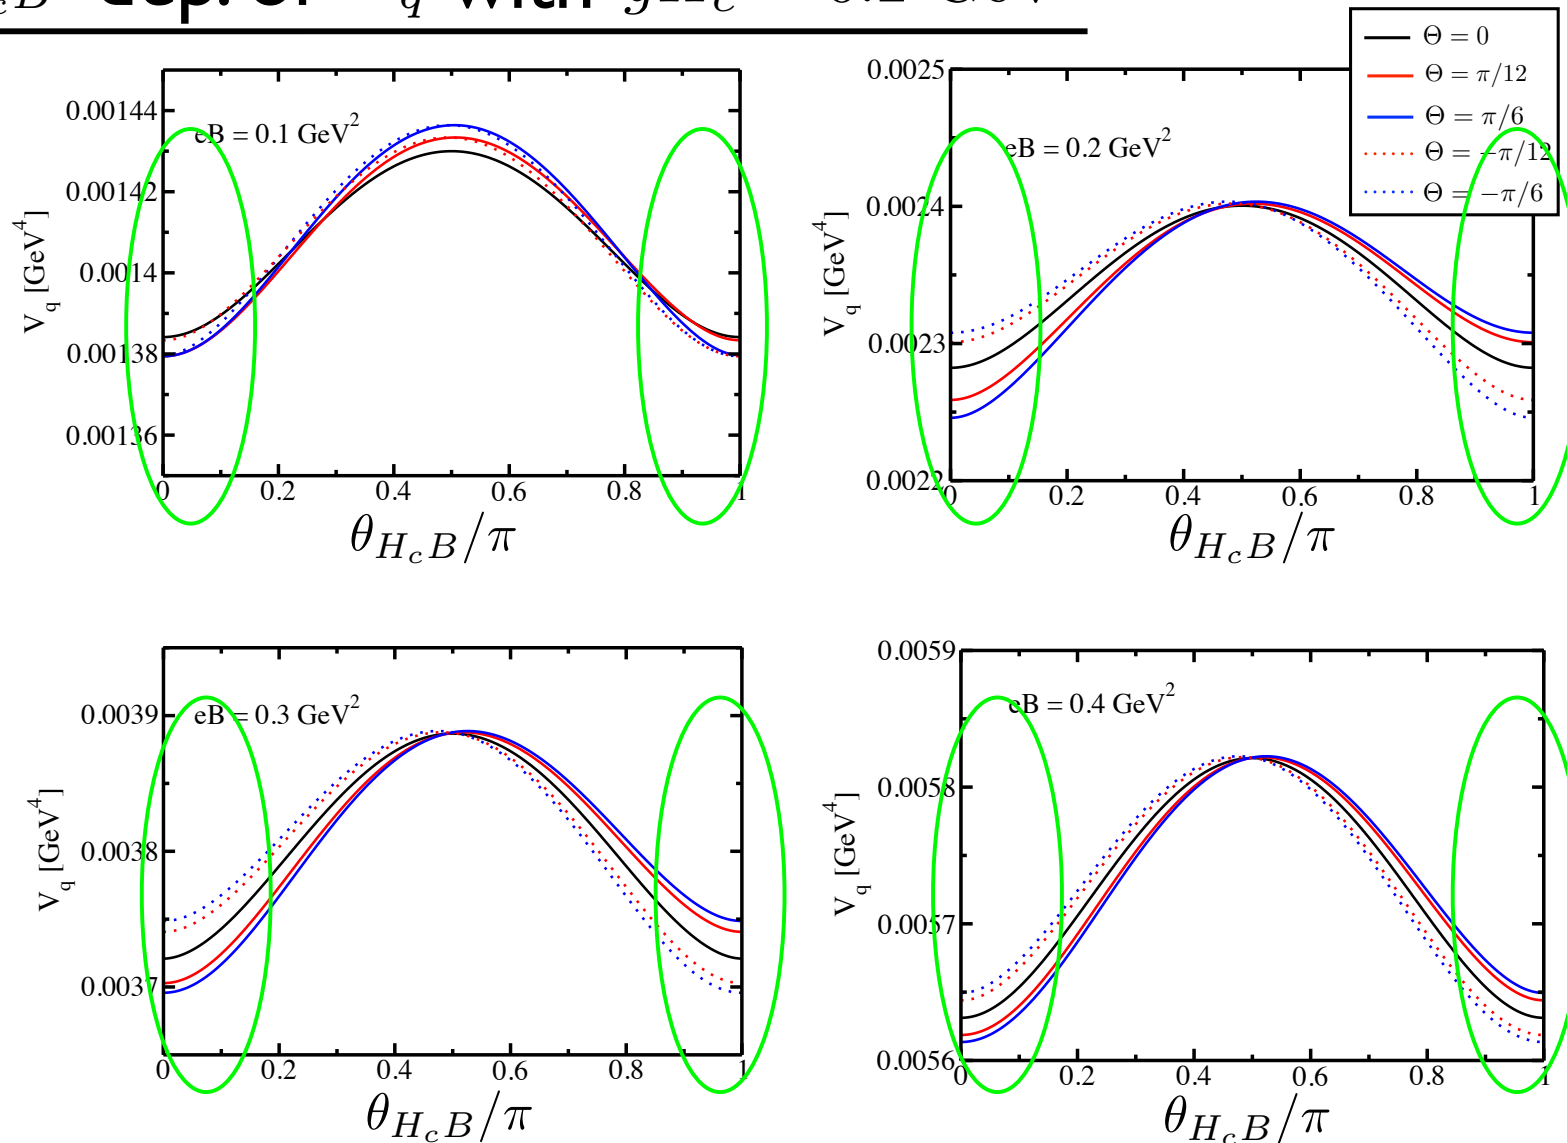 dep. of q with
Θ = 0
Θ = π/12
Θ = π/6
Θ = −π/12
Θ = −π/6
eB = 0.1 GeV²
V_q [GeV⁴]
0.00144
0.00142
0.0014
0.00138
0.00136
0 0.2 0.4 0.6 0.8 1
θ_{H_cB}/π
eB = 0.2 GeV²
V_q [GeV⁴]
0.0025
0.0024
0.0023
0.0022
0 0.2 0.4 0.6 0.8 1
θ_{H_cB}/π
eB = 0.3 GeV²
V_q [GeV⁴]
0.0039
0.0038
0.0037
0 0.2 0.4 0.6 0.8 1
θ_{H_cB}/π
eB = 0.4 GeV²
V_q [GeV⁴]
0.0059
0.0058
0.0057
0.0056
0 0.2 0.4 0.6 0.8 1
θ_{H_cB}/π